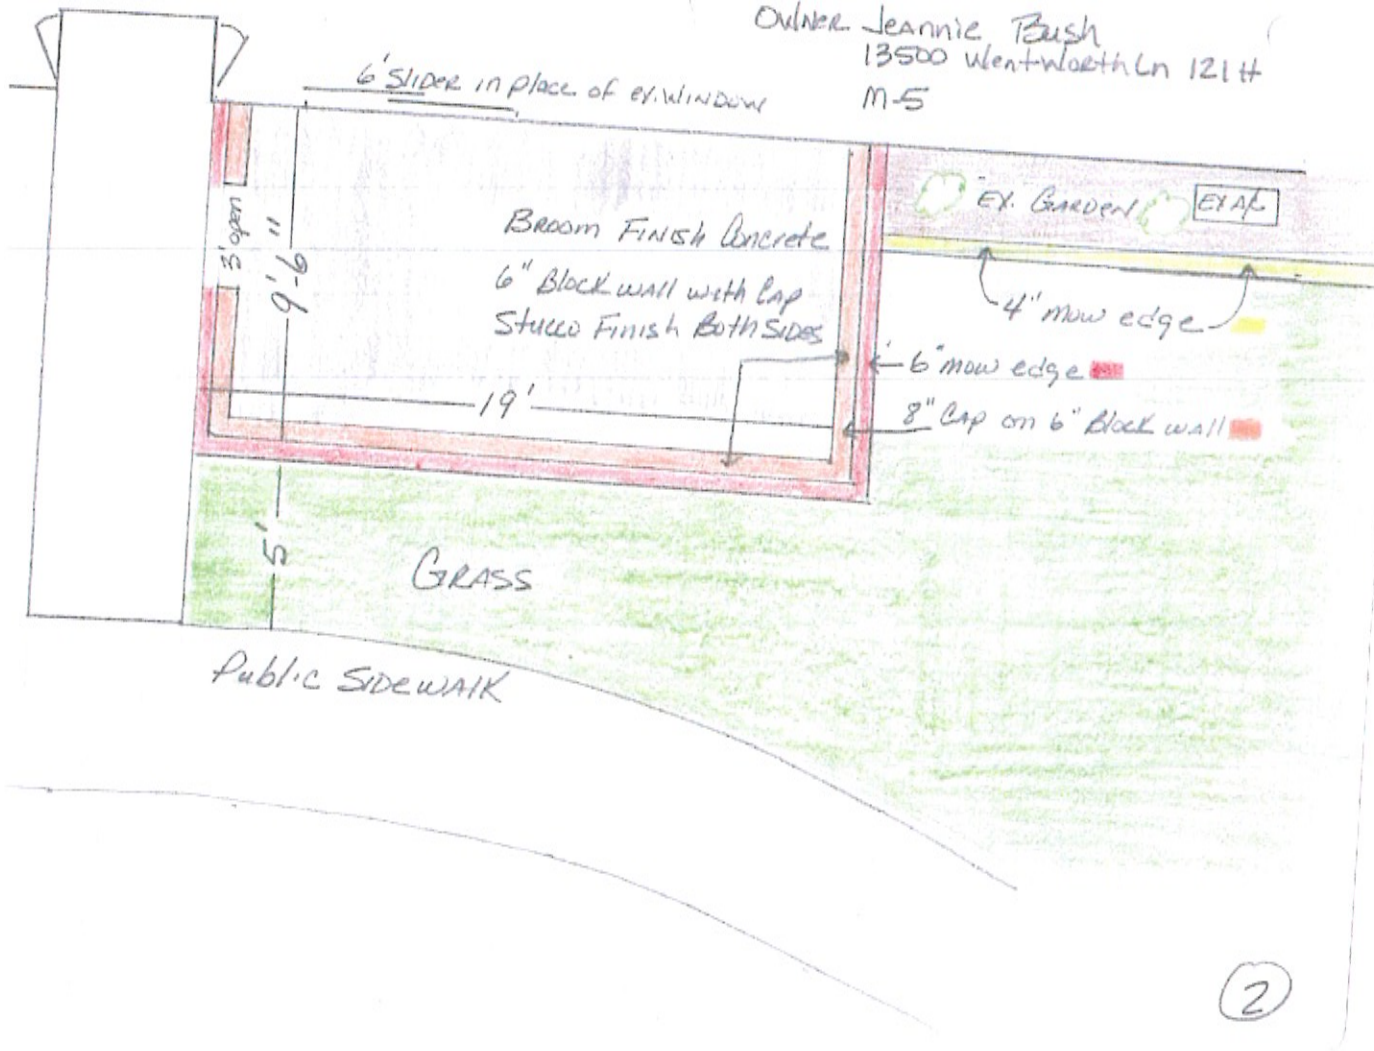 Owner Jeannie Bush
13500 Wentworth Ln 121 H
M-5
6' Slider in place of ex. window
3' open
9'-6"
Broom Finish Concrete
6" Block wall with Cap
Stucco Finish Both Sides
Ex. Garden
EX A/C
4" mow edge
6" mow edge
19'
8" Cap on 6" Block wall
5'
Grass
Public Sidewalk
2